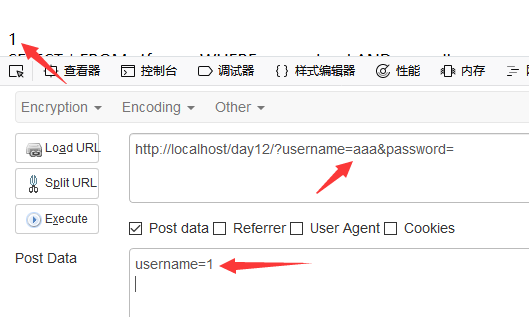 1
查看器 控制台 调试器 {} 样式编辑器 性能 内存 网
Encryption Encoding Other
Load URL
http://localhost/day12/?username=aaa&password=
Split URL
Execute
Post data Referrer User Agent Cookies
Post Data
username=1